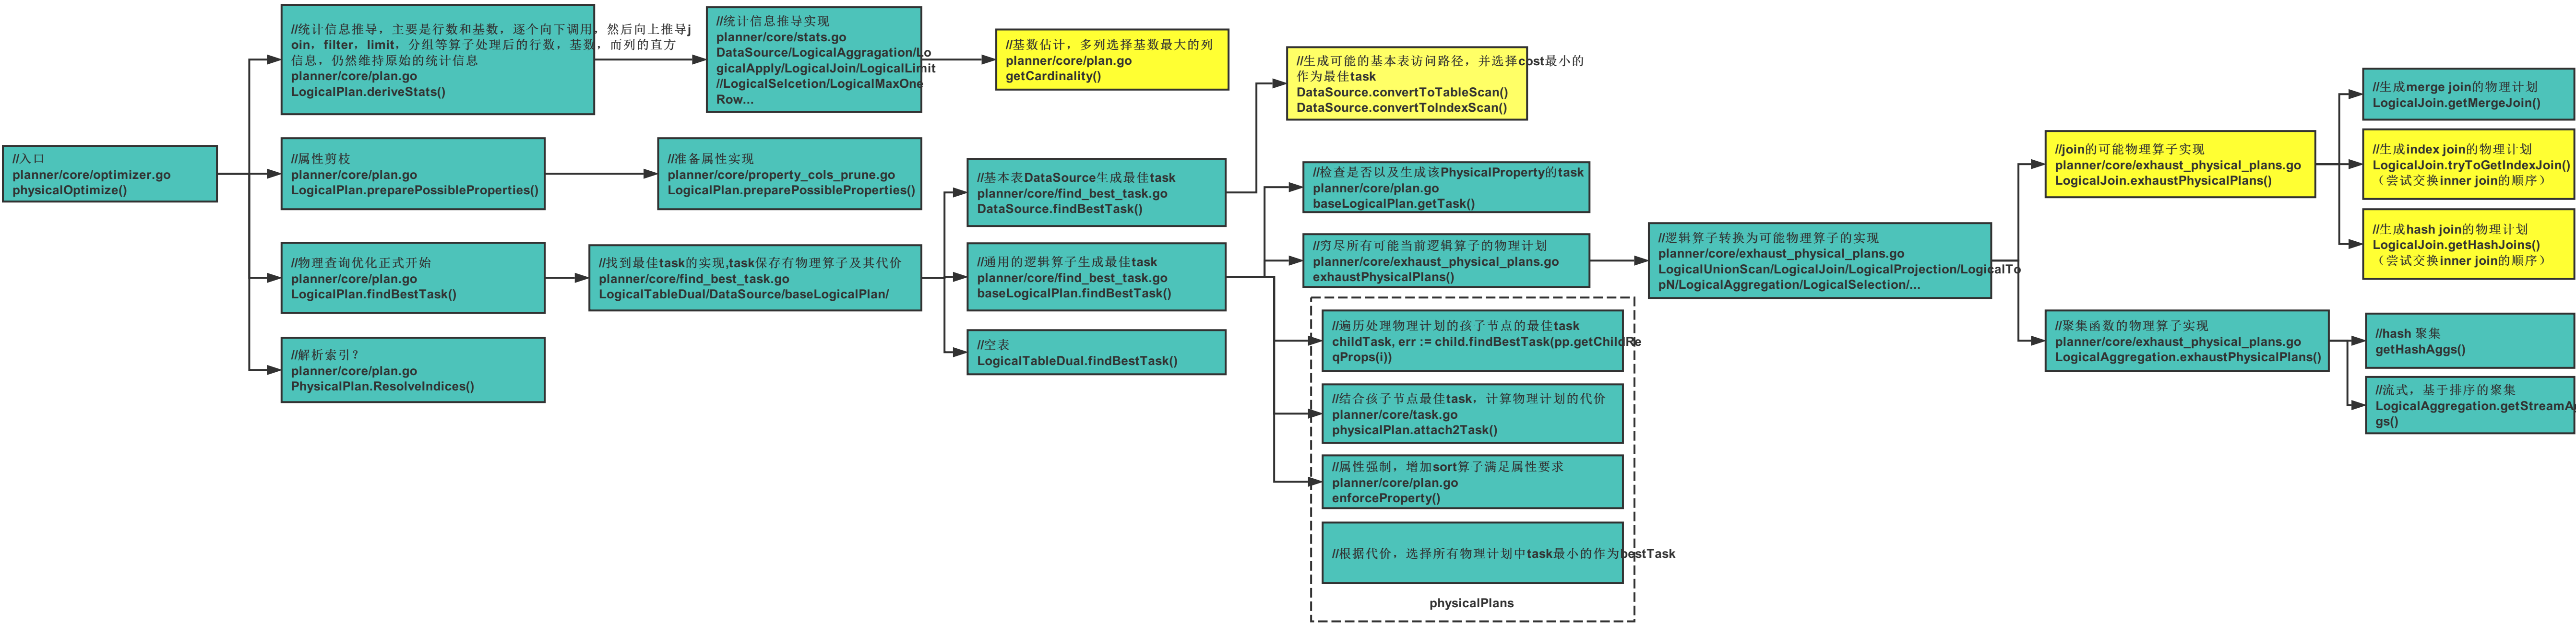 //入口
planner/core/optimizer.go
physicalOptimize()
//统计信息推导，主要是行数和基数，逐个向下调用，然后向上推导j
oin，filter，limit，分组等算子处理后的行数，基数，而列的直方
信息，仍然维持原始的统计信息
planner/core/plan.go
LogicalPlan.deriveStats()
//统计信息推导实现
planner/core/stats.go
DataSource/LogicalAggragation/Lo
gicalApply/LogicalJoin/LogicalLimit
//LogicalSelcetion/LogicalMaxOne
Row...
//基数估计，多列选择基数最大的列
planner/core/plan.go
getCardinality()
//属性剪枝
planner/core/plan.go
LogicalPlan.preparePossibleProperties()
//准备属性实现
planner/core/property_cols_prune.go
LogicalPlan.preparePossibleProperties()
//物理查询优化正式开始
planner/core/plan.go
LogicalPlan.findBestTask()
//找到最佳task的实现,task保存有物理算子及其代价
planner/core/find_best_task.go
LogicalTableDual/DataSource/baseLogicalPlan/
//解析索引？
planner/core/plan.go
PhysicalPlan.ResolveIndices()
//基本表DataSource生成最佳task
planner/core/find_best_task.go
DataSource.findBestTask()
//通用的逻辑算子生成最佳task
planner/core/find_best_task.go
baseLogicalPlan.findBestTask()
//空表
LogicalTableDual.findBestTask()
//生成可能的基本表访问路径，并选择cost最小的
作为最佳task
DataSource.convertToTableScan()
DataSource.convertToIndexScan()
//检查是否以及生成该PhysicalProperty的task
planner/core/plan.go
baseLogicalPlan.getTask()
//穷尽所有可能当前逻辑算子的物理计划
planner/core/exhaust_physical_plans.go
exhaustPhysicalPlans()
//遍历处理物理计划的孩子节点的最佳task
childTask, err := child.findBestTask(pp.getChildRe
qProps(i))
//结合孩子节点最佳task，计算物理计划的代价
planner/core/task.go
physicalPlan.attach2Task()
//属性强制，增加sort算子满足属性要求
planner/core/plan.go
enforceProperty()
//根据代价，选择所有物理计划中task最小的作为bestTask
physicalPlans
//逻辑算子转换为可能物理算子的实现
planner/core/exhaust_physical_plans.go
LogicalUnionScan/LogicalJoin/LogicalProjection/LogicalTo
pN/LogicalAggregation/LogicalSelection/...
//join的可能物理算子实现
planner/core/exhaust_physical_plans.go
LogicalJoin.exhaustPhysicalPlans()
//聚集函数的物理算子实现
planner/core/exhaust_physical_plans.go
LogicalAggregation.exhaustPhysicalPlans()
//生成merge join的物理计划
LogicalJoin.getMergeJoin()
//生成index join的物理计划
LogicalJoin.tryToGetIndexJoin()
（尝试交换inner join的顺序）
//生成hash join的物理计划
LogicalJoin.getHashJoins()
（尝试交换inner join的顺序）
//hash 聚集
getHashAggs()
//流式，基于排序的聚集
LogicalAggregation.getStreamAg
gs()